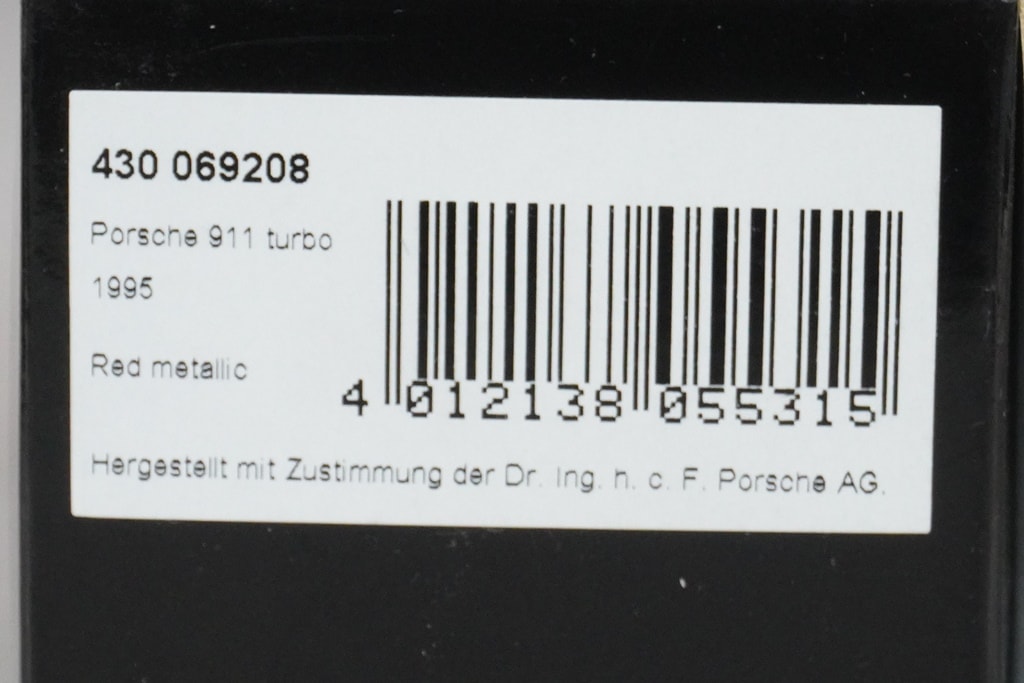 430 069208
Porsche 911 turbo
1995
Red metallic
4 012138 055315
Hergestellt mit Zustimmung der Dr. Ing. h. c. F. Porsche AG.